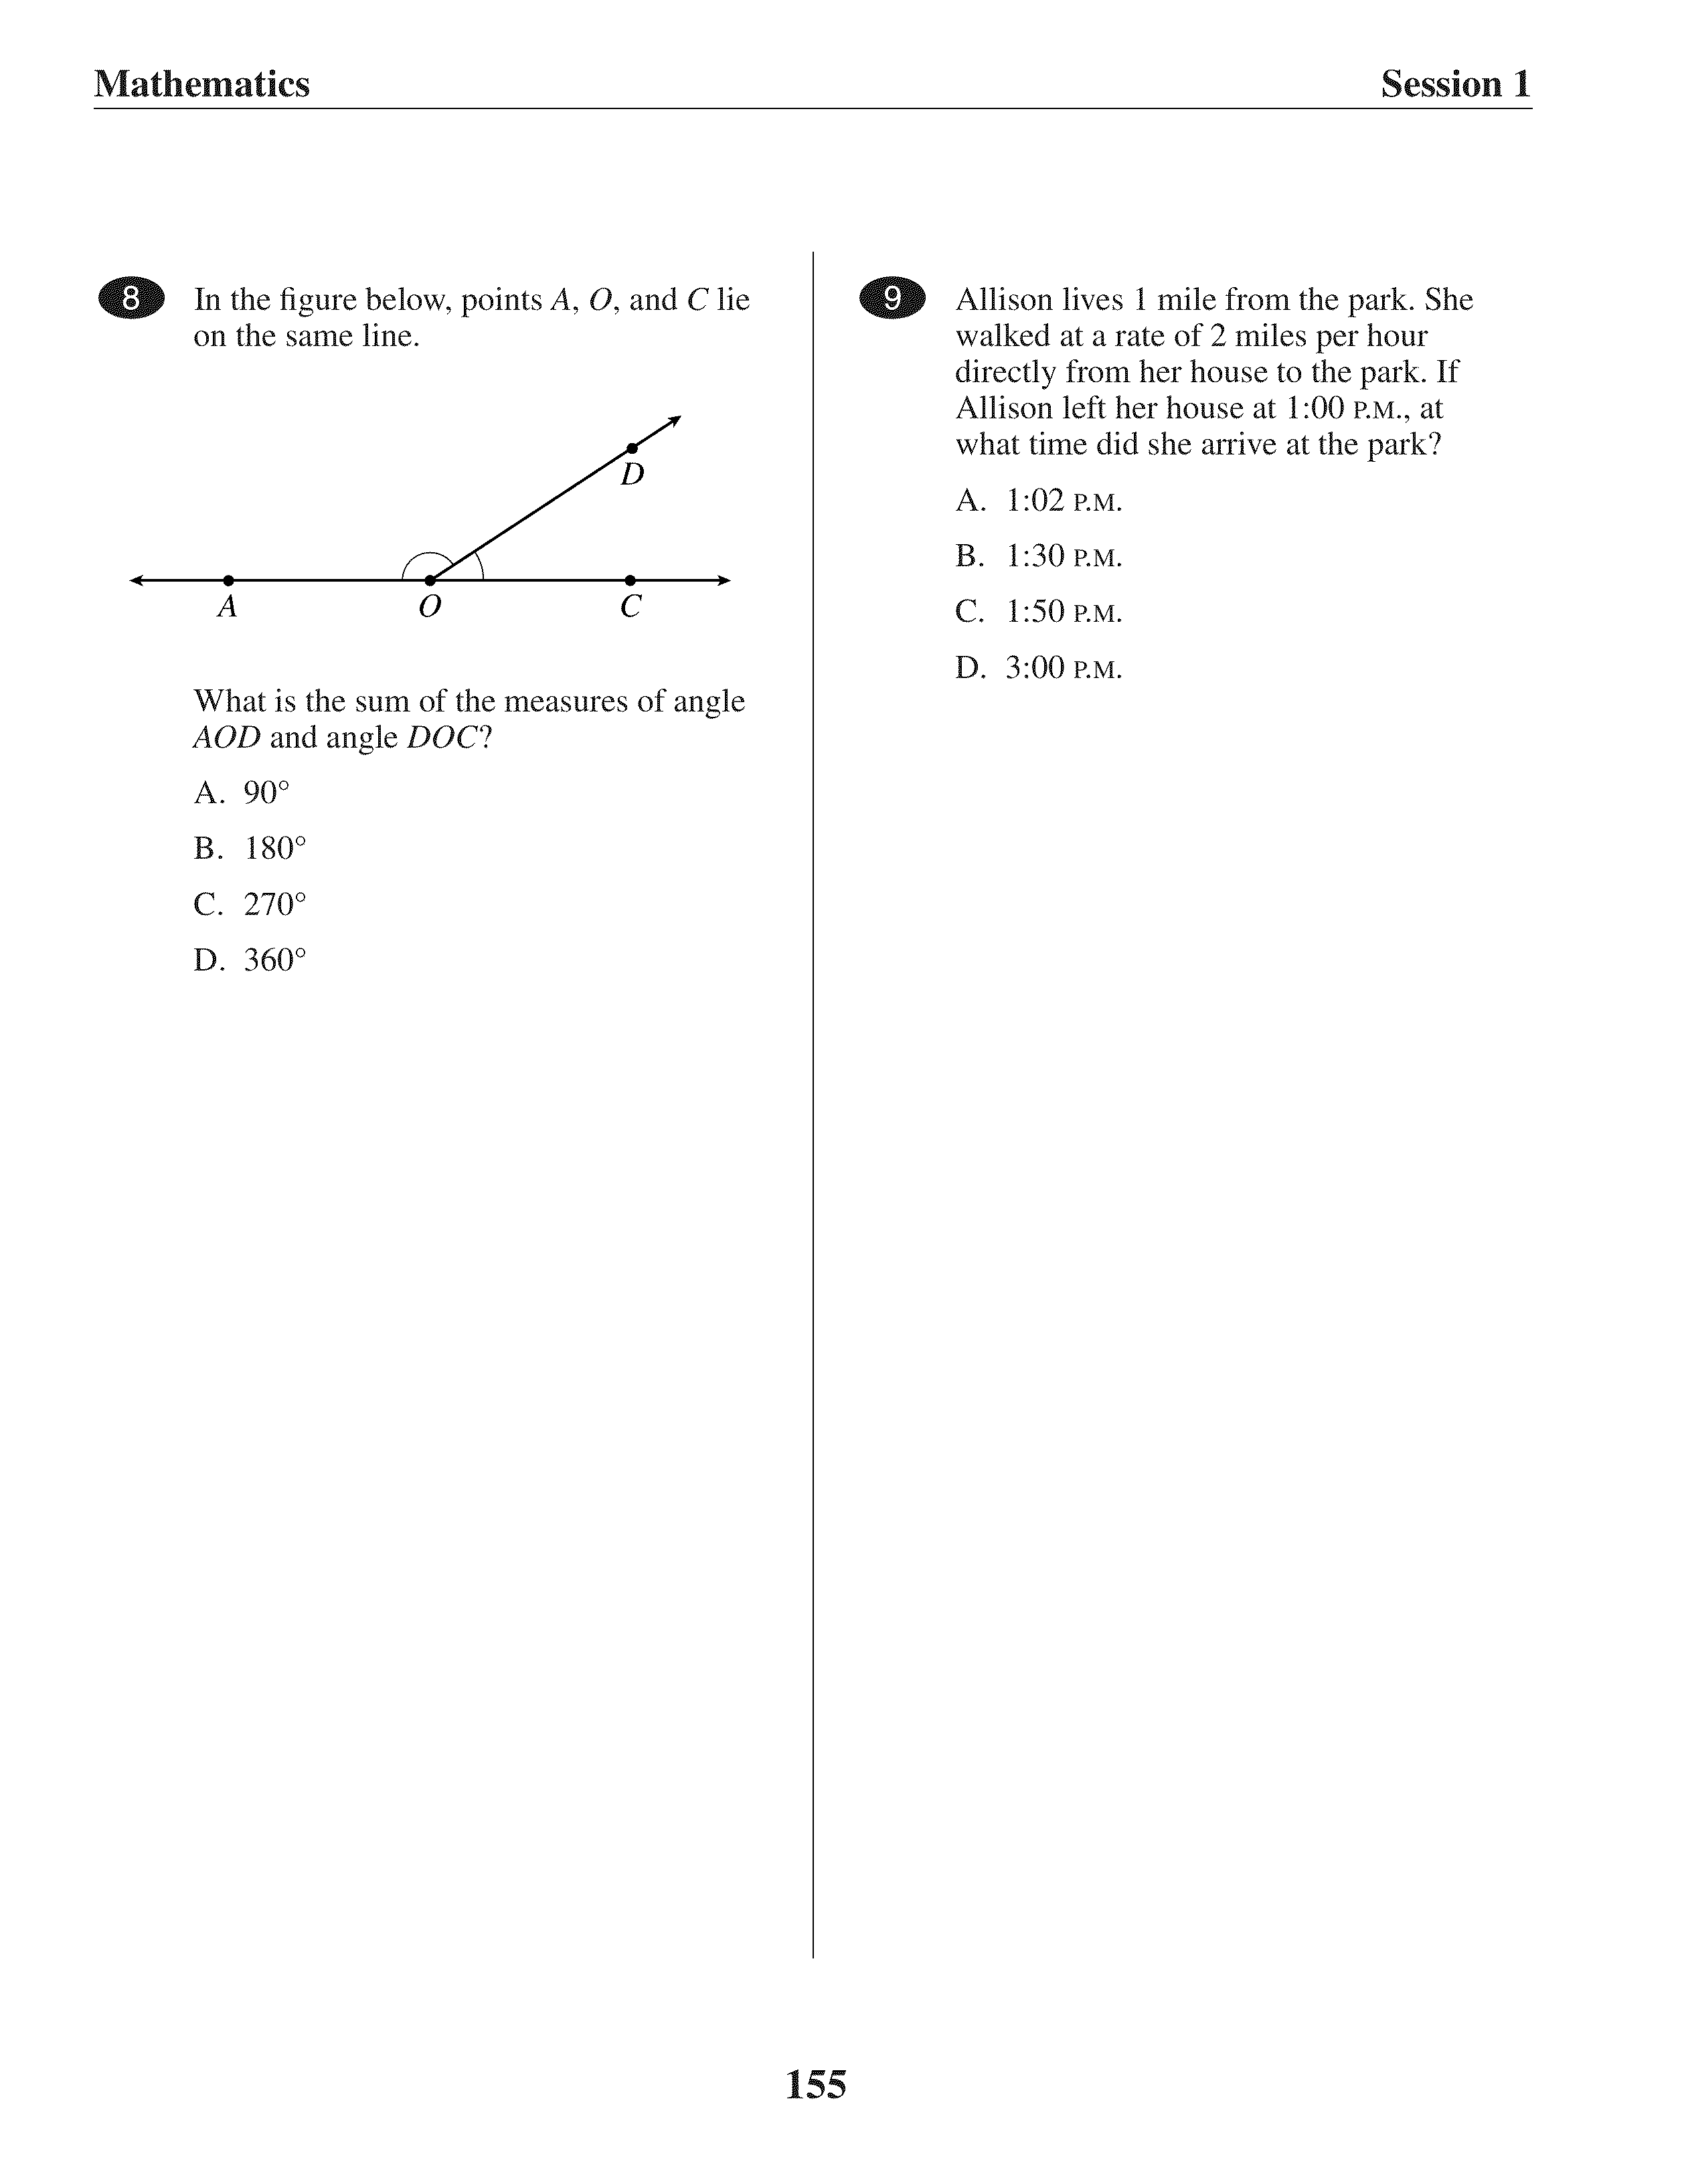 Mathematics
Session 1
8
In the figure below, points A, O, and C lie
on the same line.
D
A
O
C
What is the sum of the measures of angle
AOD and angle DOC?
A. 90°
B. 180°
C. 270°
D. 360°
9
Allison lives 1 mile from the park. She
walked at a rate of 2 miles per hour
directly from her house to the park. If
Allison left her house at 1:00 P.M., at
what time did she arrive at the park?
A. 1:02 P.M.
B. 1:30 P.M.
C. 1:50 P.M.
D. 3:00 P.M.
155